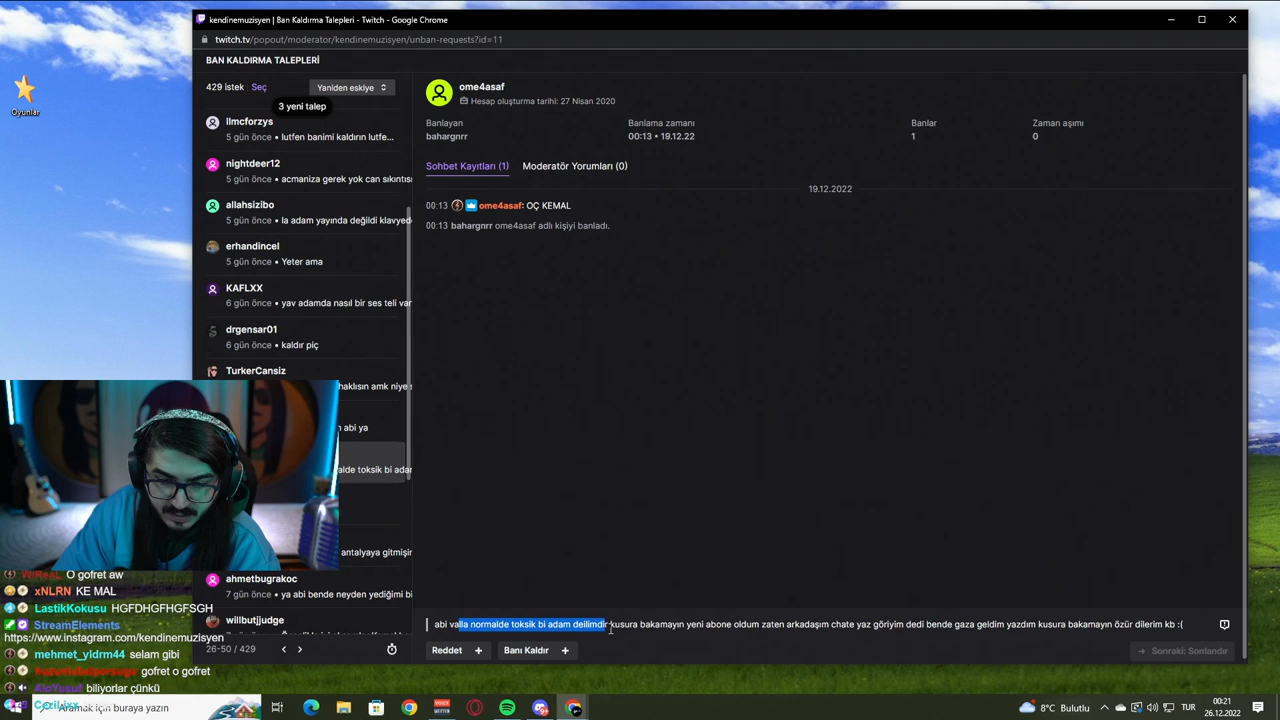 kendinemuzisyen | Ban Kaldırma Talepleri - Twitch - Google Chrome
twitch.tv/popout/moderator/kendinemuzisyen/unban-requests?id=11
BAN KALDIRMA TALEPLERİ
429 istek Seç Yaniden eskiye
3 yeni talep
llmcforzys
5 gün önce • lutfen banimi kaldırın lutfe...
nightdeer12
5 gün önce • acmaniza gerek yok can sıkıntıs
allahsizibo
5 gün önce • la adam yayında değildi klavyed
erhandincel
5 gün önce • Yeter ama
KAFLXX
6 gün önce • yav adamda nasıl bir ses teli var
drgensar01
6 gün önce • kaldır piç
TurkerCansiz
haklısın amk niye s
abi ya
alde toksik bi adar
antalyaya gitmişin
ahmetbugrakoc
7 gün önce • ya abi bende neyden yediğimi bi
willbutjjudge
26-50 / 429
ome4asaf
Hesap oluşturma tarihi: 27 Nisan 2020
Banlayan Banlama zamanı Banlar Zaman aşımı
bahargnrr 00:13 • 19.12.22 1 0
Sohbet Kayıtları (1) Moderatör Yorumları (0)
19.12.2022
00:13 ome4asaf: OÇ KEMAL
00:13 bahargnrr ome4asaf adlı kişiyi banladı.
abi valla normalde toksik bi adam deilimdir kusura bakamayın yeni abone oldum zaten arkadaşım chate yaz göriyim dedi bende gaza geldim yazdım kusura bakamayın özür dilerim kb :(
Reddet + Banı Kaldır + → Sonraki: Sonlandır
Oyunlar
O gofret aw
xNLRN KE MAL
LastikKokusu HGFDHGFHGFSGH
StreamElements
https://www.instagram.com/kendinemuzisyen
mehmet_yldrm44 selam gibi
gofret o gofret
AloYusuf biliyorlar çünkü
Aramak için buraya yazın
8°C Bulutlu TUR 00:21
26.12.2022